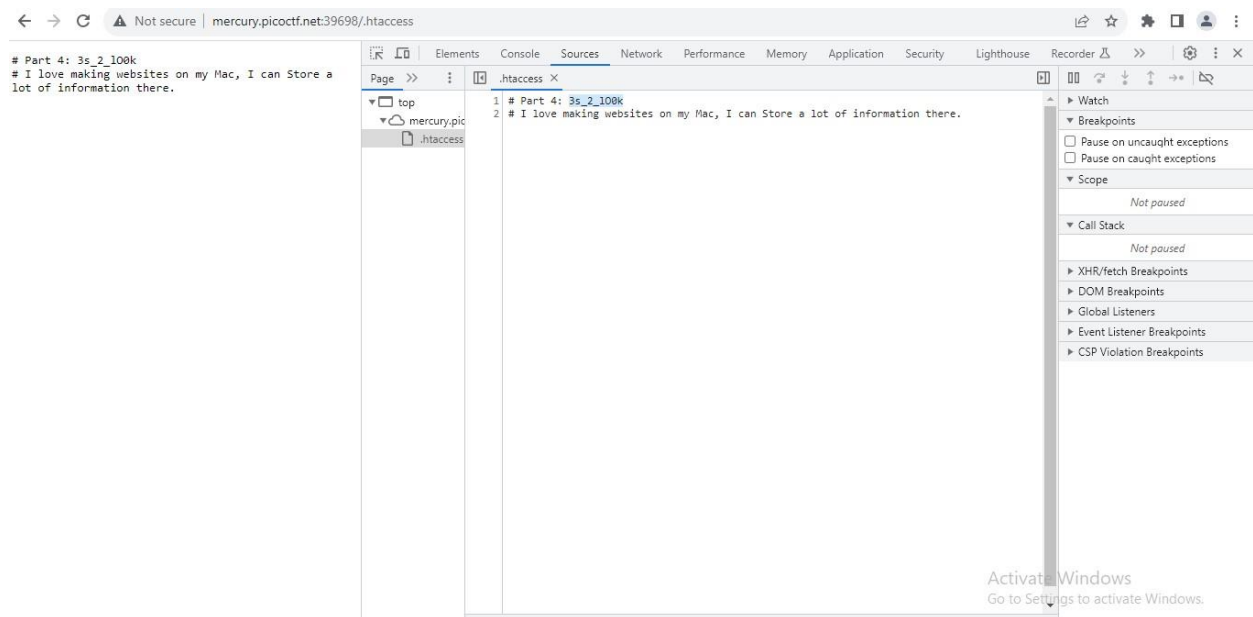 Not secure mercury.picoctf.net:39698/.htaccess
# Part 4: 3s_2_lO0k
# I love making websites on my Mac, I can Store a
lot of information there.
Elements Console Sources Network Performance Memory Application Security Lighthouse Recorder
Page .htaccess
top
mercury.pic
.htaccess
1 # Part 4: 3s_2_lO0k
2 # I love making websites on my Mac, I can Store a lot of information there.
Watch
Breakpoints
Pause on uncaught exceptions
Pause on caught exceptions
Scope
Not paused
Call Stack
Not paused
XHR/fetch Breakpoints
DOM Breakpoints
Global Listeners
Event Listener Breakpoints
CSP Violation Breakpoints
Activate Windows
Go to Settings to activate Windows.